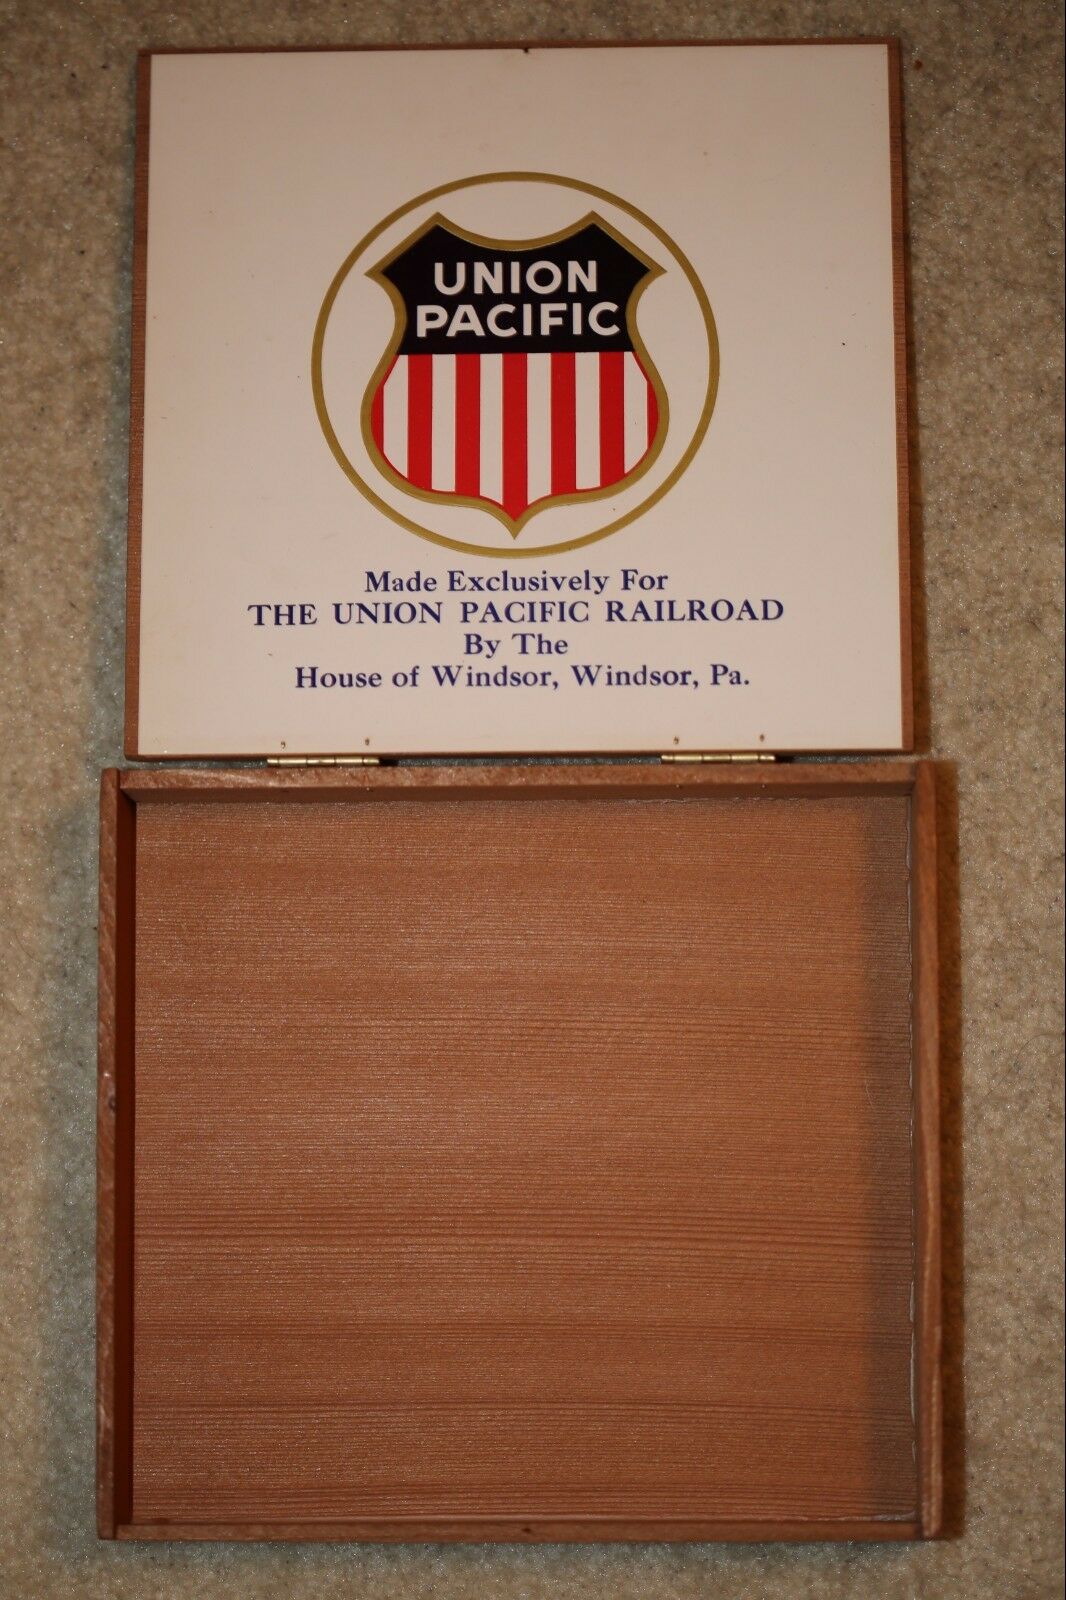 UNION
PACIFIC
Made Exclusively For
THE UNION PACIFIC RAILROAD
By The
House of Windsor, Windsor, Pa.